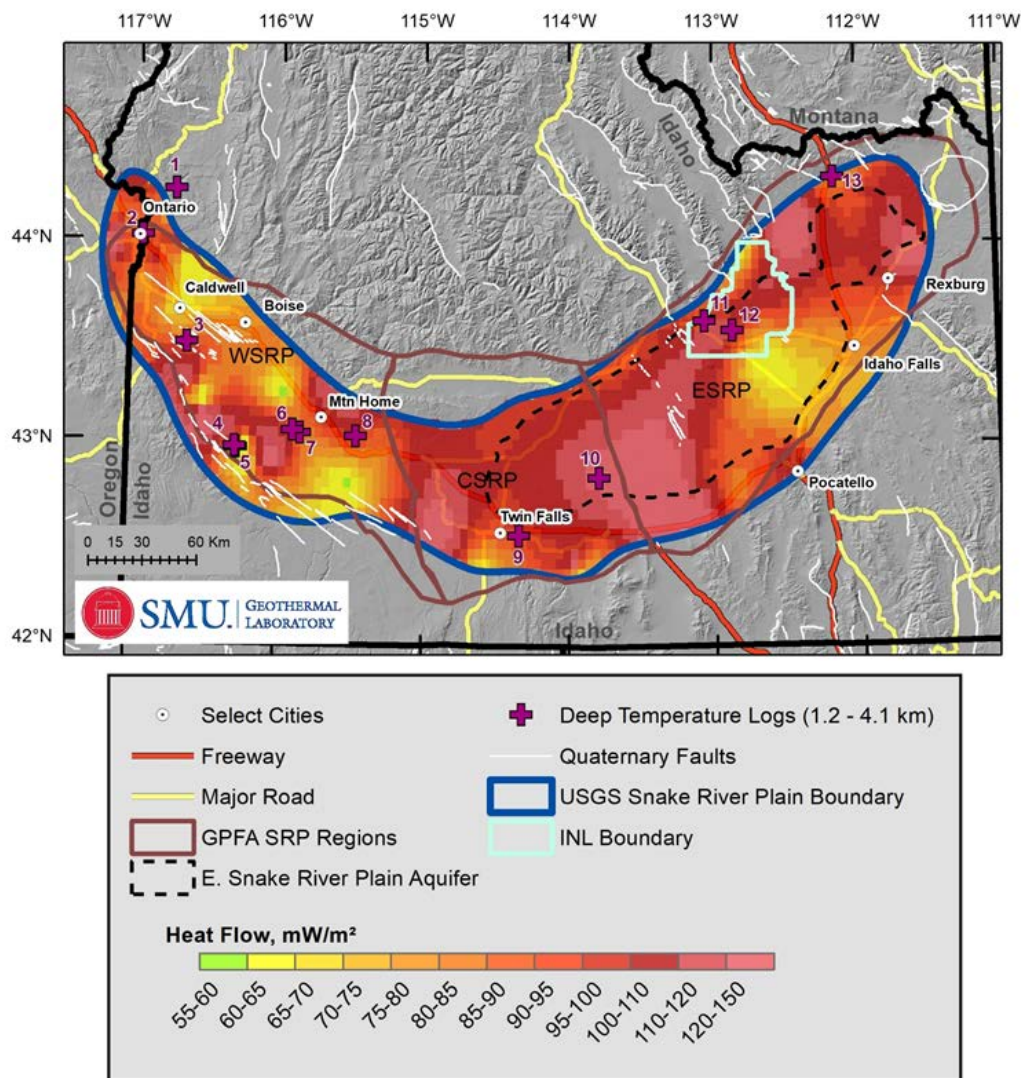 117°W 116°W 115°W 114°W 113°W 112°W 111°W
Montana
Idaho
1
Ontario
2
13
44°N
Caldwell
Boise
Rexburg
11
12
3
WSRP
Idaho Falls
ESRP
Mtn Home
6
8
43°N
4
7
5
10
Pocatello
CSRP
Oregon
Idaho
Twin Falls
0 15 30 60 Km
9
SMU. GEOTHERMAL
LABORATORY
42°N
Idaho
Select Cities
Deep Temperature Logs (1.2 - 4.1 km)
Freeway
Quaternary Faults
Major Road
USGS Snake River Plain Boundary
GPFA SRP Regions
INL Boundary
E. Snake River Plain Aquifer
Heat Flow, mW/m²
55-60 60-65 65-70 70-75 75-80 80-85 85-90 90-95 95-100 100-110 110-120 120-150